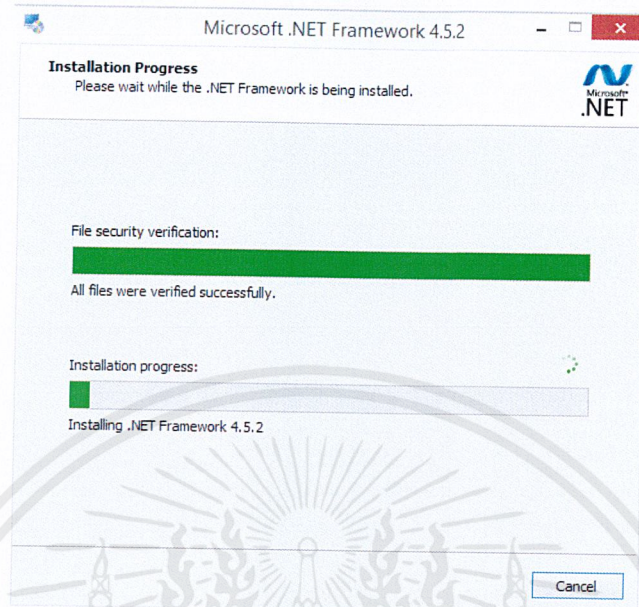 Microsoft .NET Framework 4.5.2
Installation Progress
Please wait while the .NET Framework is being installed.
Microsoft
.NET
File security verification:
All files were verified successfully.
Installation progress:
Installing .NET Framework 4.5.2
Cancel